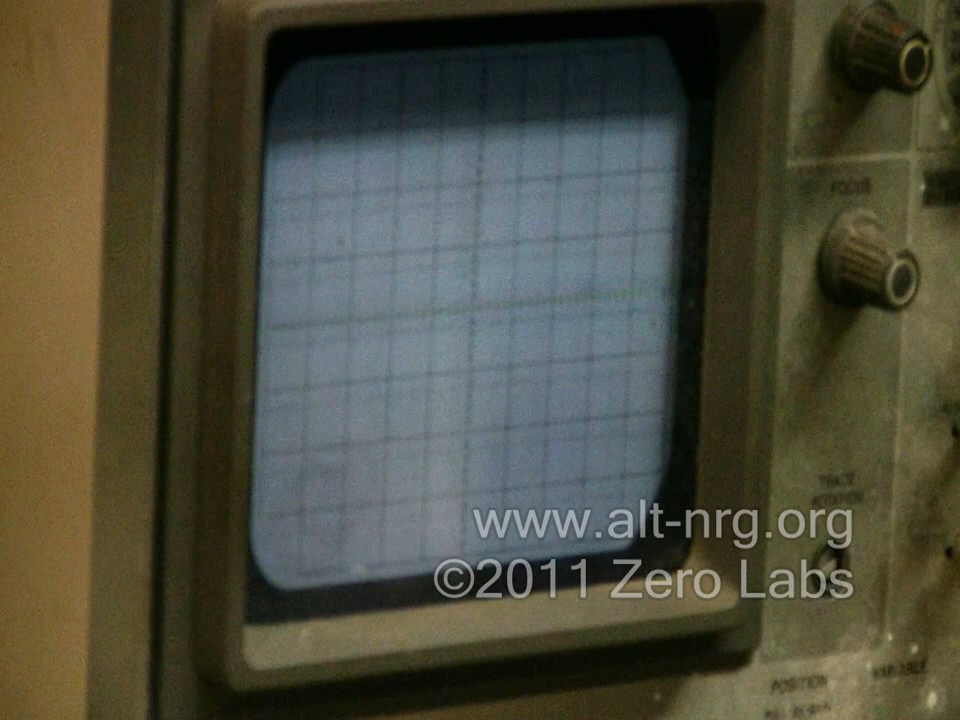 FOCUS
TRACE
ROTATION
www.alt-nrg.org
©2011 Zero Labs
POSITION
VARIABLE